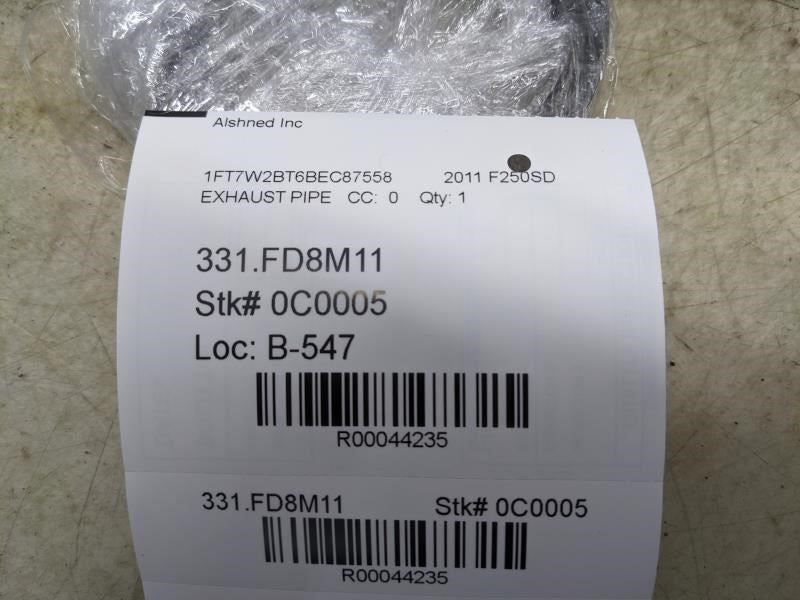 Alshned Inc
1FT7W2BT6BEC87558 2011 F250SD
EXHAUST PIPE CC: 0 Qty: 1
331.FD8M11
Stk# 0C0005
Loc: B-547
R00044235
331.FD8M11 Stk# 0C0005
R00044235